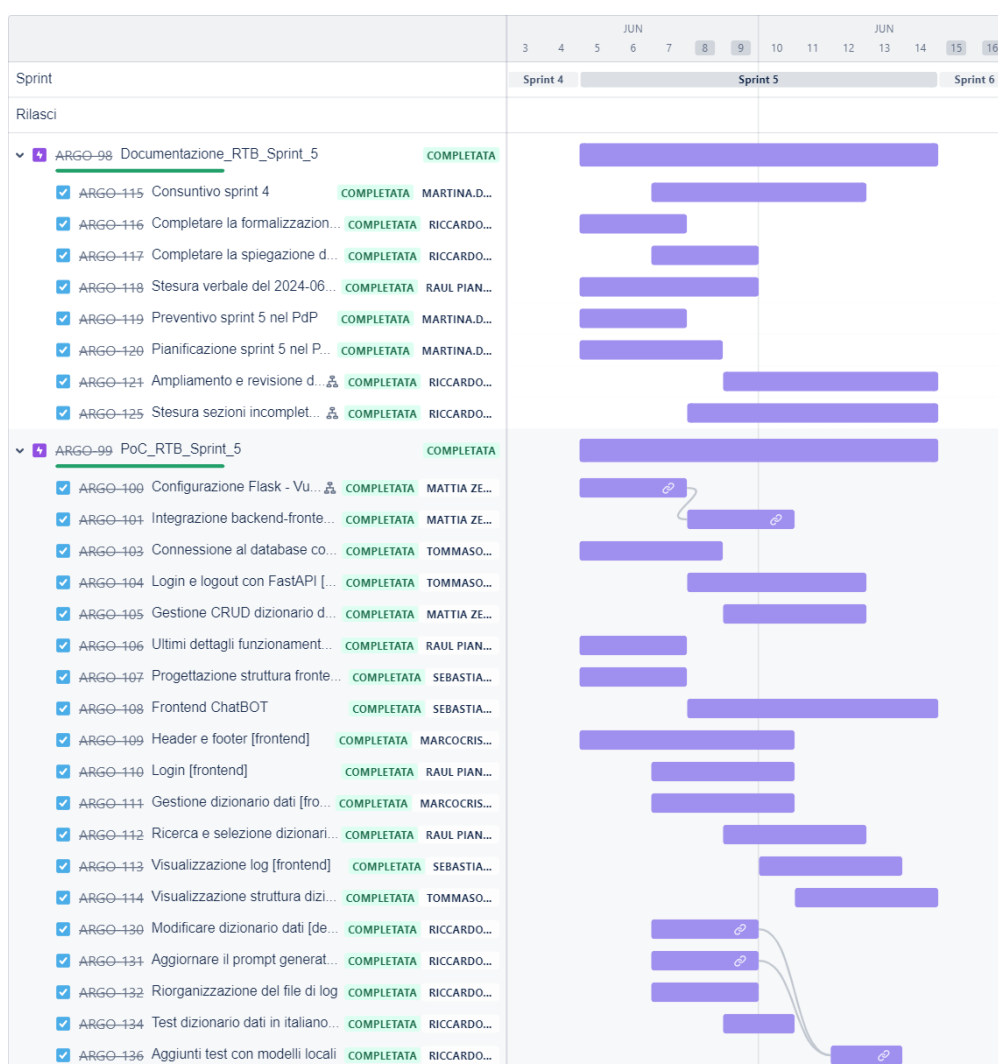 JUN JUN
3 4 5 6 7 8 9 10 11 12 13 14 15 16
Sprint Sprint 4 Sprint 5 Sprint 6
Rilasci
ARGO-98 Documentazione_RTB_Sprint_5 COMPLETATA
ARGO-115 Consuntivo sprint 4 COMPLETATA MARTINA.D...
ARGO-116 Completare la formalizzazion... COMPLETATA RICCARDO...
ARGO-117 Completare la spiegazione d... COMPLETATA RICCARDO...
ARGO-118 Stesura verbale del 2024-06... COMPLETATA RAUL PIAN...
ARGO-119 Preventivo sprint 5 nel PdP COMPLETATA MARTINA.D...
ARGO-120 Pianificazione sprint 5 nel P... COMPLETATA MARTINA.D...
ARGO-121 Ampliamento e revisione d... COMPLETATA RICCARDO...
ARGO-125 Stesura sezioni incomplet... COMPLETATA RICCARDO...
ARGO-99 PoC_RTB_Sprint_5 COMPLETATA
ARGO-100 Configurazione Flask - Vu... COMPLETATA MATTIA ZE...
ARGO-101 Integrazione backend-fronte... COMPLETATA MATTIA ZE...
ARGO-103 Connessione al database co... COMPLETATA TOMMASO...
ARGO-104 Login e logout con FastAPI [... COMPLETATA TOMMASO...
ARGO-105 Gestione CRUD dizionario d... COMPLETATA MATTIA ZE...
ARGO-106 Ultimi dettagli funzionament... COMPLETATA RAUL PIAN...
ARGO-107 Progettazione struttura fronte... COMPLETATA SEBASTIA...
ARGO-108 Frontend ChatBOT COMPLETATA SEBASTIA...
ARGO-109 Header e footer [frontend] COMPLETATA MARCOCRIS...
ARGO-110 Login [frontend] COMPLETATA RAUL PIAN...
ARGO-111 Gestione dizionario dati [fro... COMPLETATA MARCOCRIS...
ARGO-112 Ricerca e selezione dizionari... COMPLETATA RAUL PIAN...
ARGO-113 Visualizzazione log [frontend] COMPLETATA SEBASTIA...
ARGO-114 Visualizzazione struttura dizi... COMPLETATA TOMMASO...
ARGO-130 Modificare dizionario dati [de... COMPLETATA RICCARDO...
ARGO-131 Aggiornare il prompt generat... COMPLETATA RICCARDO...
ARGO-132 Riorganizzazione del file di log COMPLETATA RICCARDO...
ARGO-134 Test dizionario dati in italiano... COMPLETATA RICCARDO...
ARGO-136 Aggiunti test con modelli locali COMPLETATA RICCARDO...